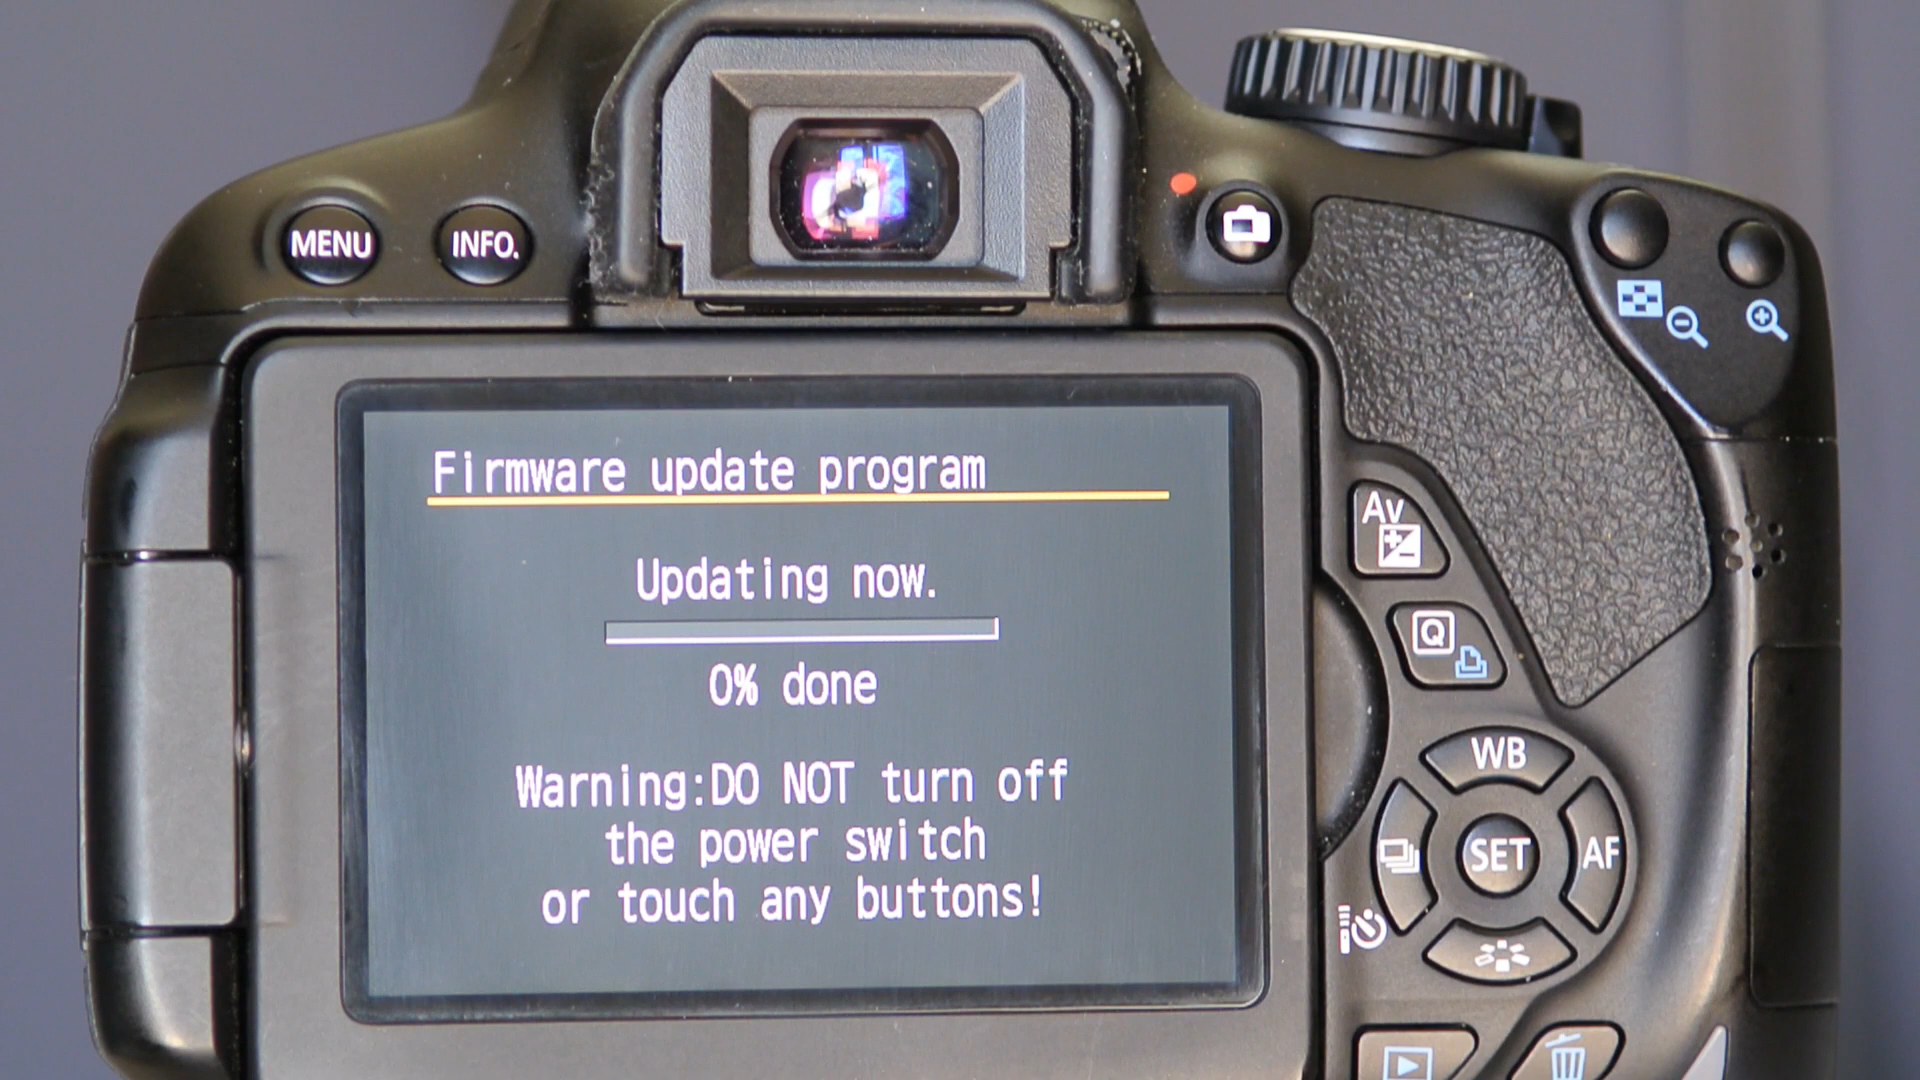 MENU
INFO.
Firmware update program
Updating now.
0% done
Warning:DO NOT turn off
the power switch
or touch any buttons!
Av
Q
WB
SET
AF